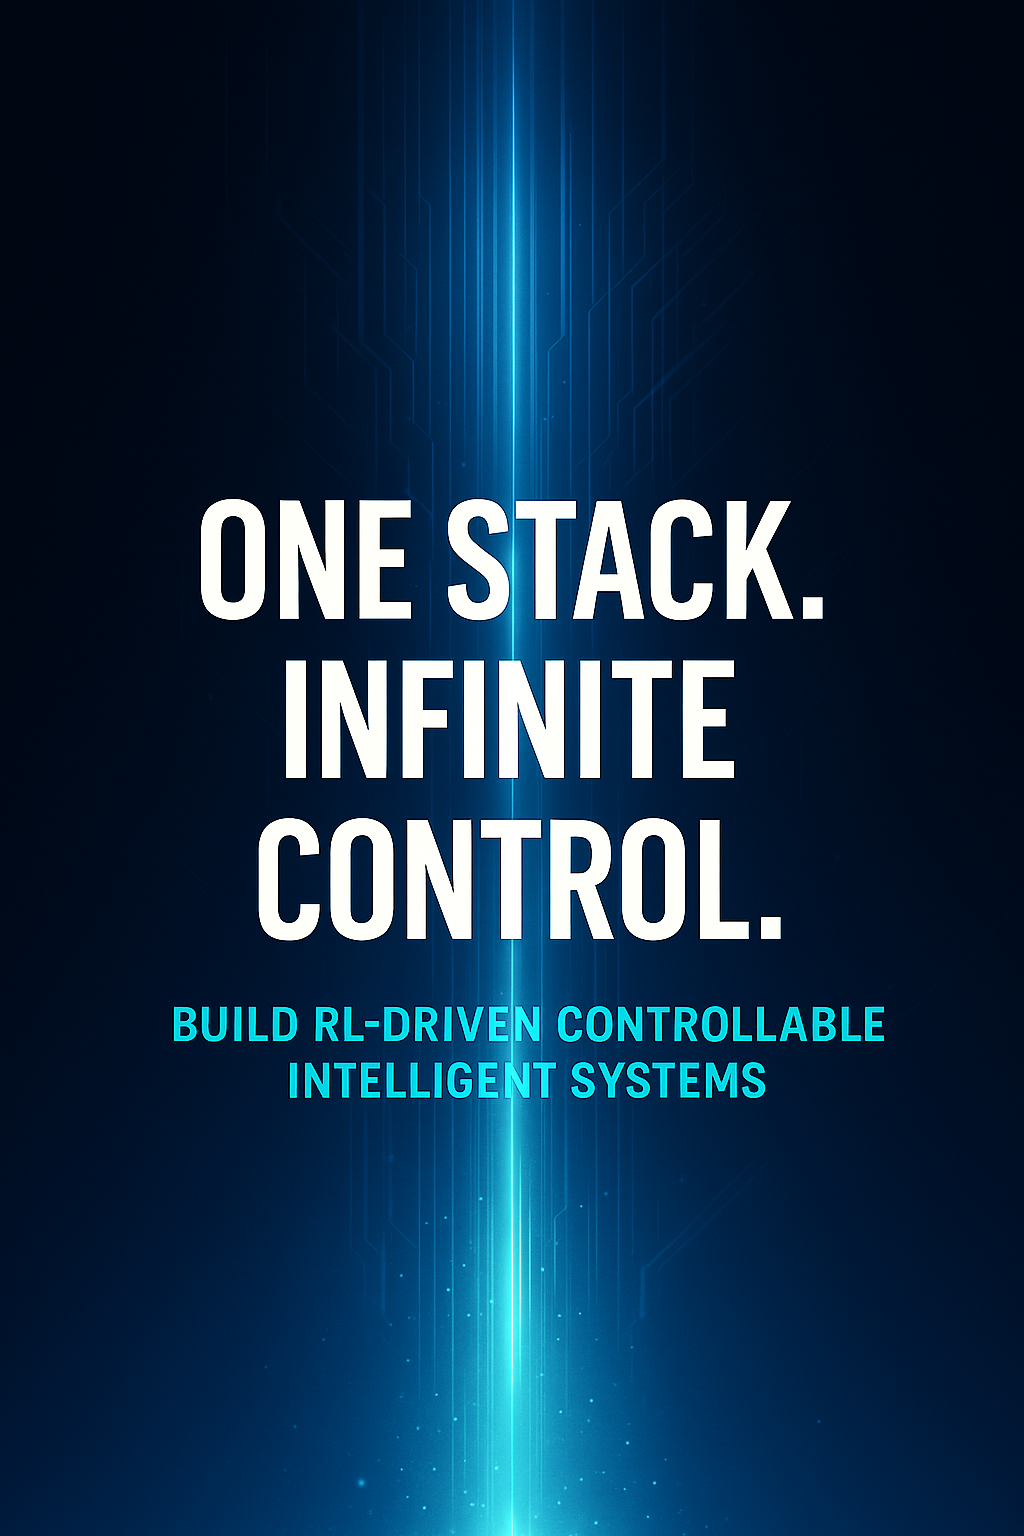 ONE STACK.
INFINITE
CONTROL.
BUILD RL-DRIVEN CONTROLLABLE
INTELLIGENT SYSTEMS